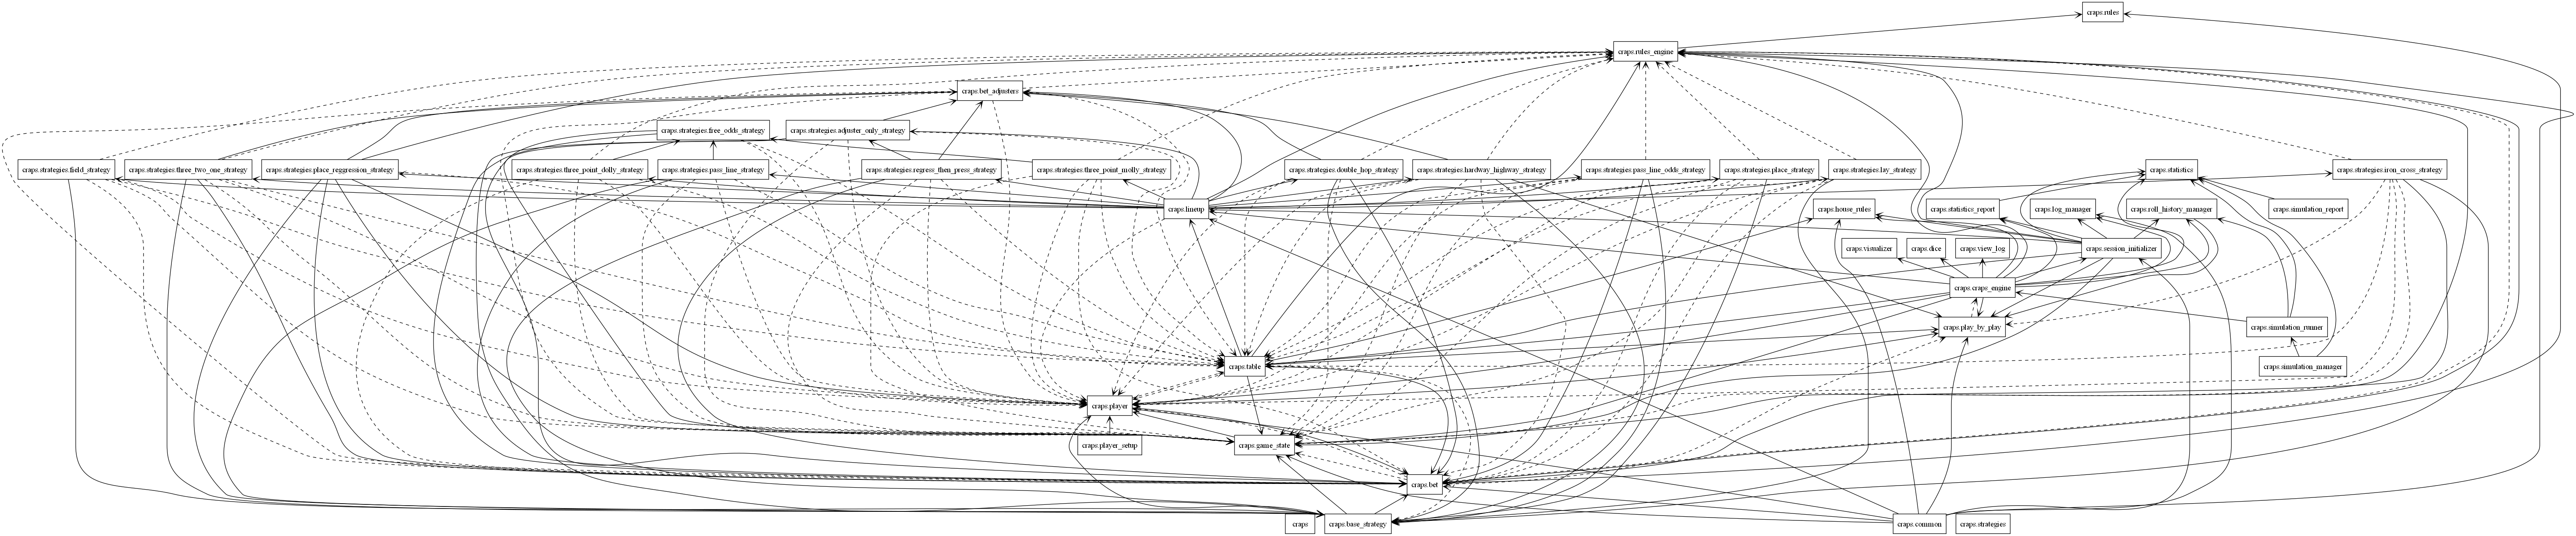 craps.rules
craps.rules_engine
craps.bet_adjusters
craps.strategies.free_odds_strategy
craps.strategies.adjuster_only_strategy
craps.strategies.field_strategy
craps.strategies.three_two_one_strategy
craps.strategies.place_reggression_strategy
craps.strategies.three_point_dolly_strategy
craps.strategies.pass_line_strategy
craps.strategies.regress_then_press_strategy
craps.strategies.three_point_molly_strategy
craps.strategies.double_hop_strategy
craps.strategies.hardway_highway_strategy
craps.strategies.pass_line_odds_strategy
craps.strategies.place_strategy
craps.strategies.lay_strategy
craps.statistics
craps.strategies.iron_cross_strategy
craps.lineup
craps.house_rules
craps.statistics_report
craps.log_manager
craps.roll_history_manager
craps.simulation_report
craps.visualizer
craps.dice
craps.view_log
craps.session_initializer
craps.craps_engine
craps.play_by_play
craps.simulation_runner
craps.table
craps.simulation_manager
craps.player
craps.player_setup
craps.game_state
craps.bet
craps
craps.base_strategy
craps.common
craps.strategies